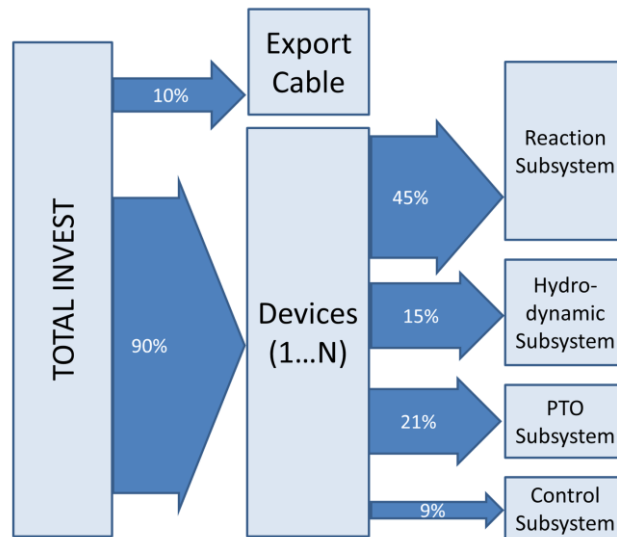 TOTAL INVEST
10%
90%
Export
Cable
Devices
(1...N)
45%
15%
21%
9%
Reaction
Subsystem
Hydro-
dynamic
Subsystem
PTO
Subsystem
Control
Subsystem